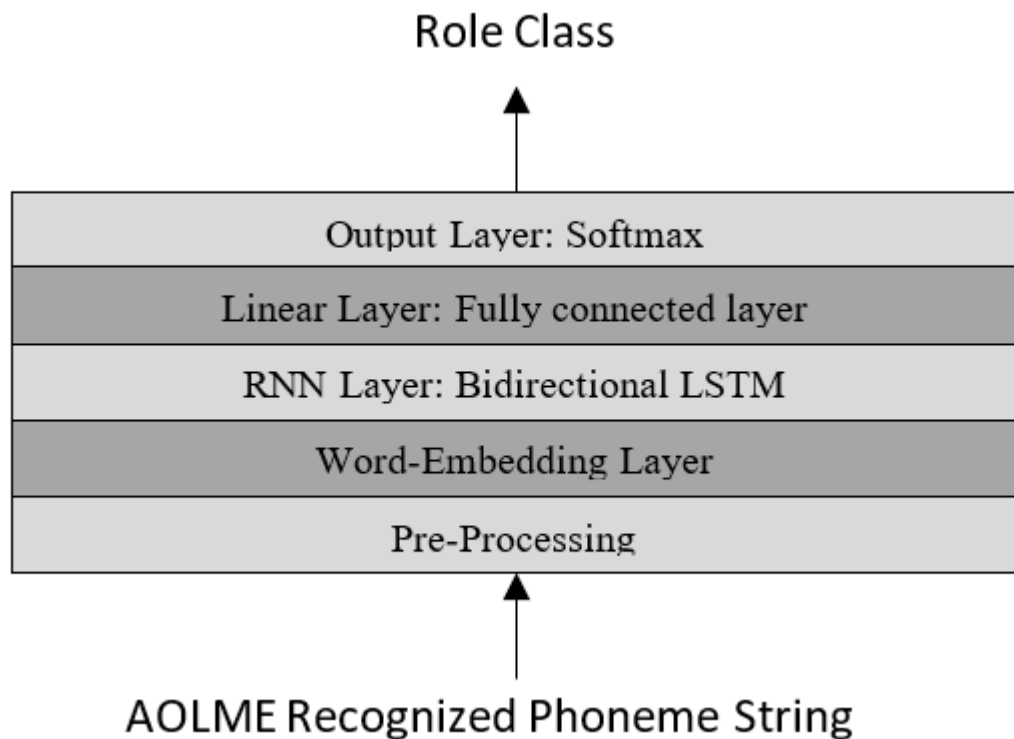 Role Class
Output Layer: Softmax
Linear Layer: Fully connected layer
RNN Layer: Bidirectional LSTM
Word-Embedding Layer
Pre-Processing
AOLME Recognized Phoneme String